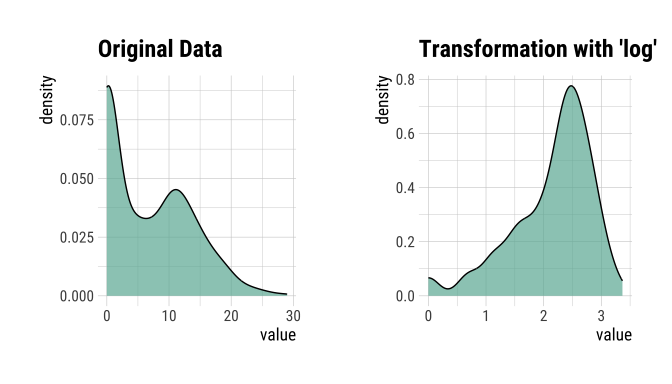 Original Data
density
0.075
0.050
0.025
0.000
0 10 20 30
value
Transformation with 'log'
density
0.8
0.6
0.4
0.2
0.0
0 1 2 3
value